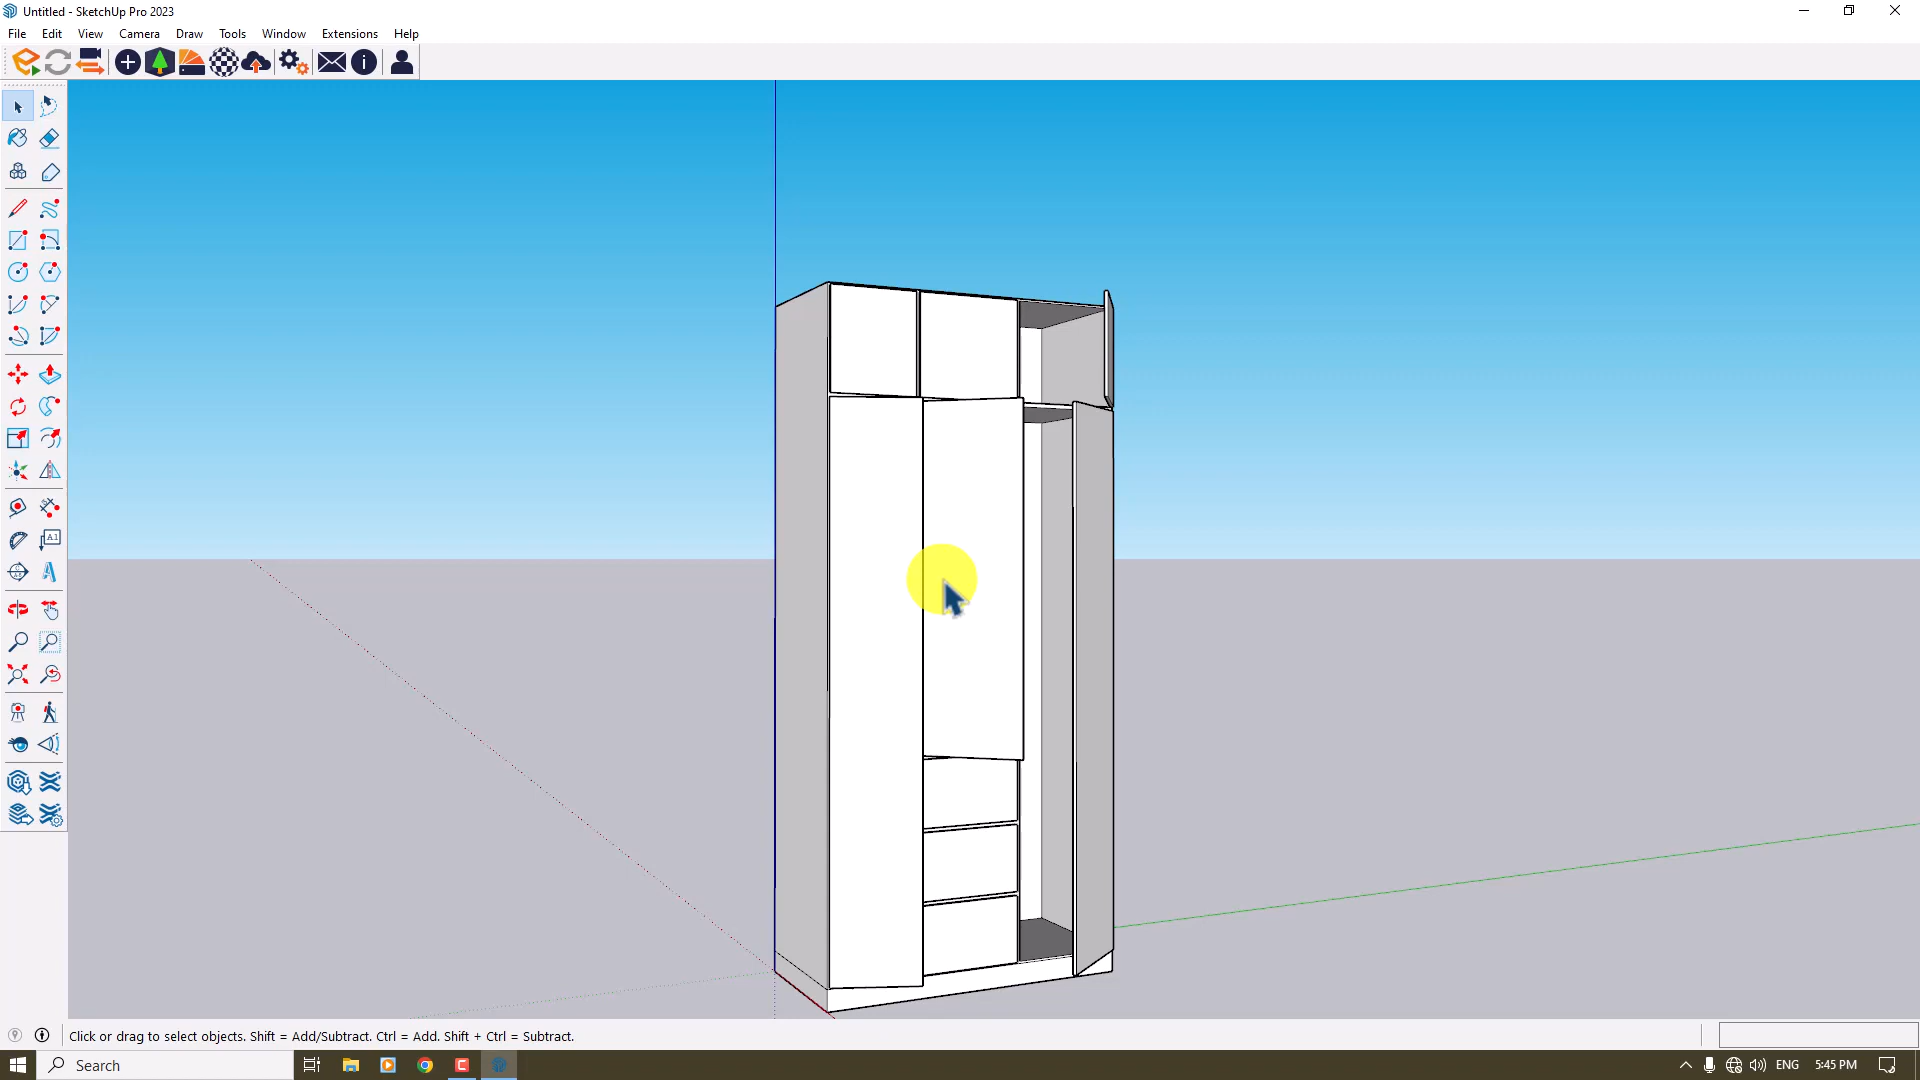 Untitled - SketchUp Pro 2023
File Edit View Camera Draw Tools Window Extensions Help
A1
Click or drag to select objects. Shift = Add/Subtract. Ctrl = Add. Shift + Ctrl = Subtract.
Search
ENG
5:45 PM